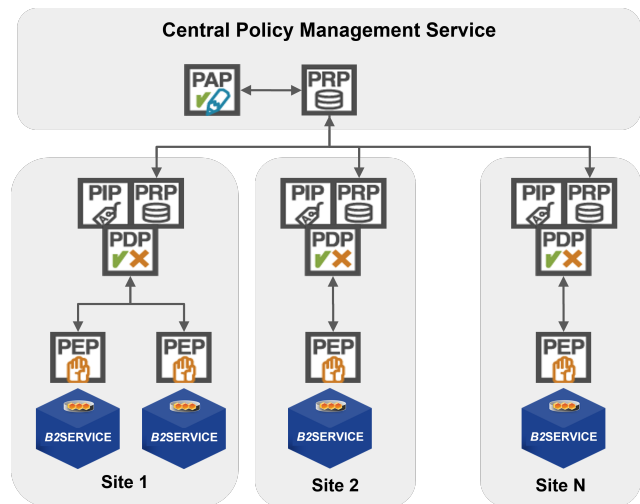 Central Policy Management Service
PAP
PRP
PIP PRP
PDP
PEP
PEP
B2SERVICE
B2SERVICE
Site 1
PIP PRP
PDP
PEP
B2SERVICE
Site 2
PIP PRP
PDP
PEP
B2SERVICE
Site N